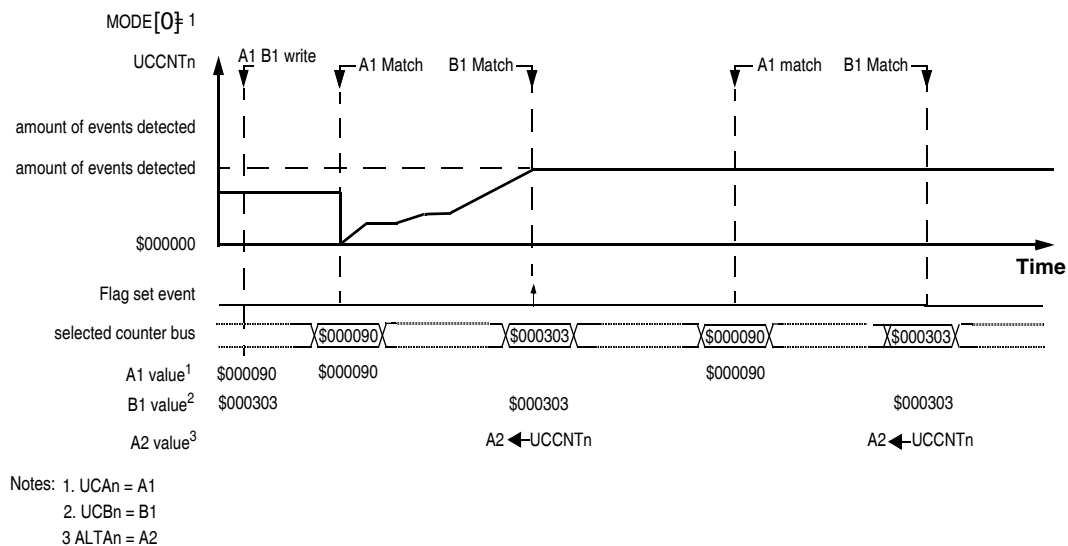 MODE[0]= 1
UCCNTn
A1 B1 write
A1 Match
B1 Match
A1 match
B1 Match
amount of events detected
amount of events detected
$000000
Time
Flag set event
selected counter bus
$000090
$000303
$000090
$000303
A1 value1 $000090 $000090 $000090
B1 value2 $000303 $000303 $000303
A2 value3 A2 UCCNTn A2 UCCNTn
Notes: 1. UCAn = A1
2. UCBn = B1
3 ALTAn = A2